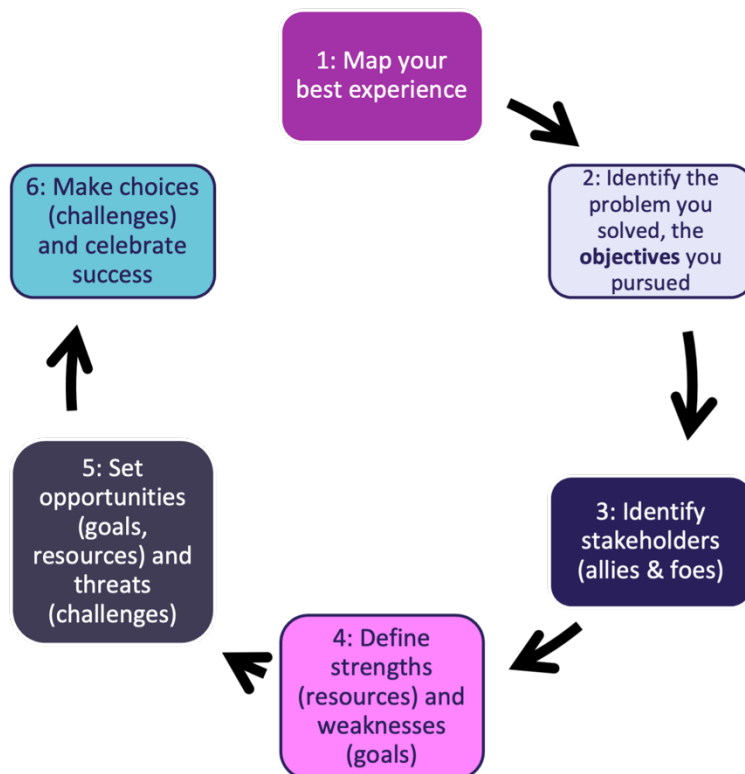 1: Map your
best experience
2: Identify the
problem you
solved, the
objectives you
pursued
3: Identify
stakeholders
(allies & foes)
4: Define
strengths
(resources) and
weaknesses
(goals)
5: Set
opportunities
(goals,
resources) and
threats
(challenges)
6: Make choices
(challenges)
and celebrate
success